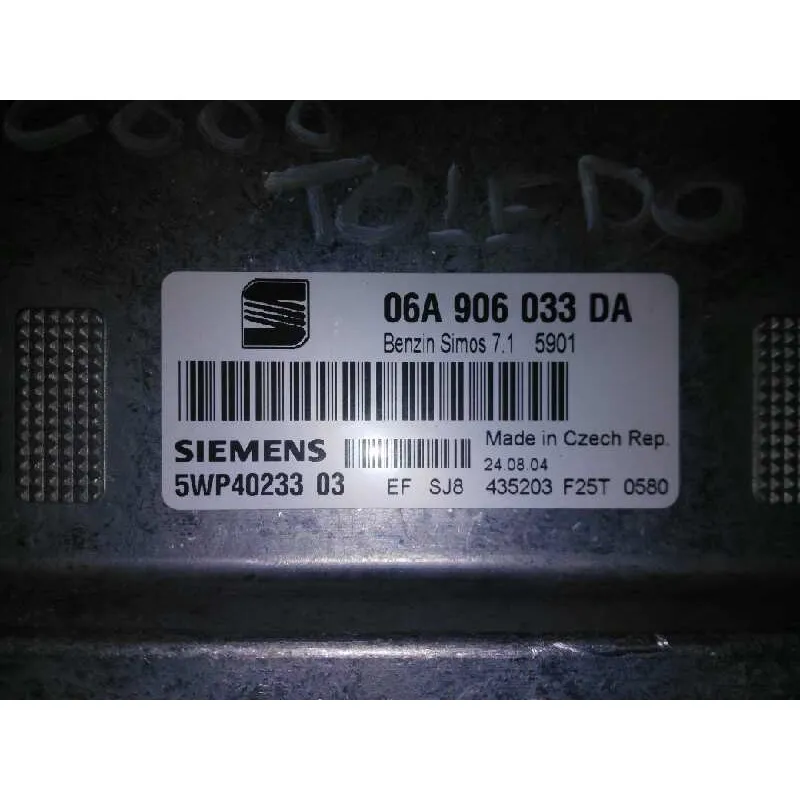 TOLEDO
06A 906 033 DA
Benzin Simos 7.1 5901
SIEMENS
Made in Czech Rep.
24.08.04
5WP40233 03 EF SJ8 435203 F25T 0580